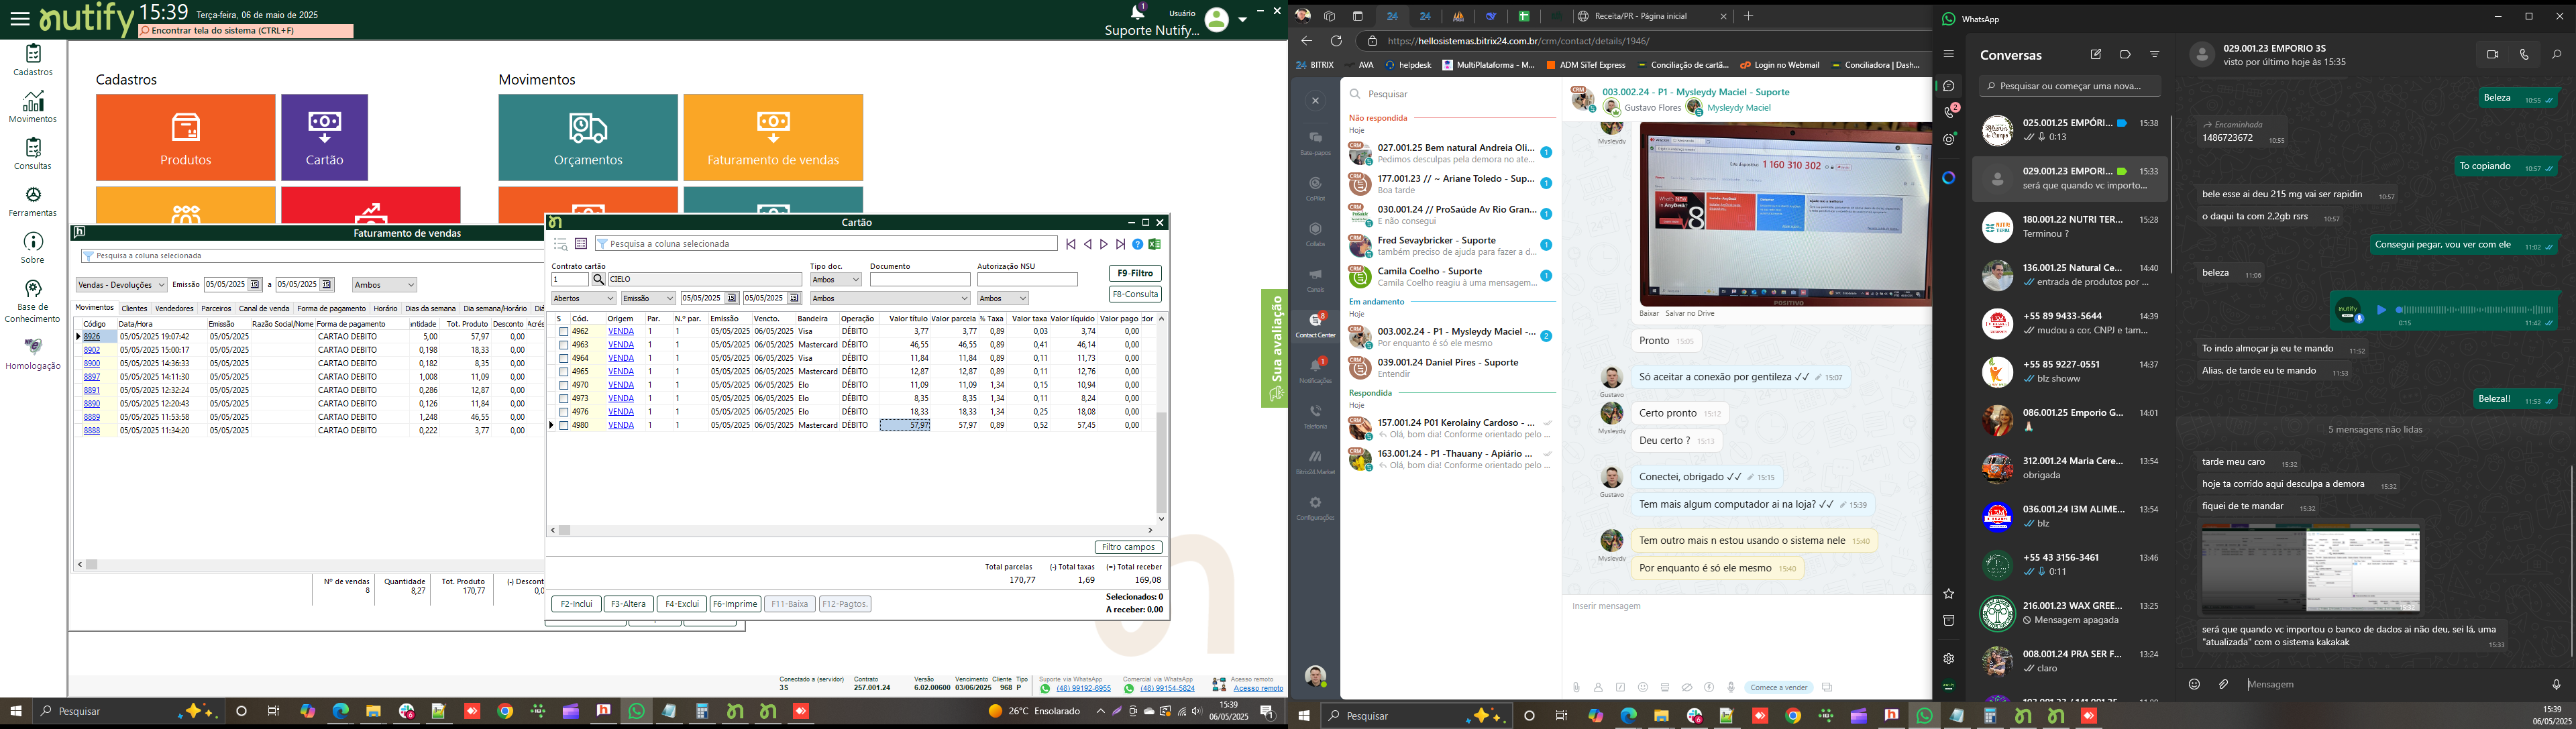 nutify 15:39 Terça-feira, 06 de maio de 2025
Encontrar tela do sistema (CTRL+F)
1 Usuário
Suporte Nutify...
Cadastros
Movimentos
Consultas
Ferramentas
Sobre
Base de
Conhecimento
Homologação
Cadastros
Produtos
Cartão
Movimentos
Orçamentos
Faturamento de vendas
Faturamento de vendas
Pesquisa a coluna selecionada
Vendas - Devoluções Emissão 05/05/2025 a 05/05/2025 Ambos
Movimentos Clientes Vendedores Parceiros Canal de venda Forma de pagamento Horário Dias da semana Dia semana/Horário
Código Data/Hora Emissão Razão Social/Nome Forma de pagamento Tot. Produto Desconto
8926 05/05/2025 19:07:42 05/05/2025 CARTAO DEBITO 5,00 57,97 0,00
8902 05/05/2025 15:00:17 05/05/2025 CARTAO DEBITO 0,198 18,33 0,00
8900 05/05/2025 14:36:33 05/05/2025 CARTAO DEBITO 0,182 8,35 0,00
8897 05/05/2025 14:11:30 05/05/2025 CARTAO DEBITO 1,008 11,09 0,00
8891 05/05/2025 12:32:24 05/05/2025 CARTAO DEBITO 0,286 12,87 0,00
8890 05/05/2025 12:20:43 05/05/2025 CARTAO DEBITO 0,126 11,84 0,00
8889 05/05/2025 11:53:58 05/05/2025 CARTAO DEBITO 1,248 46,55 0,00
8888 05/05/2025 11:34:20 05/05/2025 CARTAO DEBITO 0,222 3,77 0,00
Nº de vendas Quantidade Tot. Produto (-) Descont
8 8,27 170,77 0,0
Cartão
Pesquisa a coluna selecionada
Contrato cartão Tipo doc. Documento Autorização NSU
1 CIELO Ambos F9-Filtro
Abertos Emissão 05/05/2025 05/05/2025 Ambos Ambos F8-Consulta
S Cód. Origem Par. N.º par. Emissão Vencto. Bandeira Operação Valor título Valor parcela % Taxa Valor taxa Valor líquido Valor pago do
4962 VENDA 1 1 05/05/2025 06/05/2025 Visa DÉBITO 3,77 3,77 0,89 0,03 3,74 0,00
4963 VENDA 1 1 05/05/2025 06/05/2025 Mastercard DÉBITO 46,55 46,55 0,89 0,41 46,14 0,00
4964 VENDA 1 1 05/05/2025 06/05/2025 Visa DÉBITO 11,84 11,84 0,89 0,11 11,73 0,00
4965 VENDA 1 1 05/05/2025 06/05/2025 Mastercard DÉBITO 12,87 12,87 0,89 0,11 12,76 0,00
4970 VENDA 1 1 05/05/2025 06/05/2025 Elo DÉBITO 11,09 11,09 1,34 0,15 10,94 0,00
4973 VENDA 1 1 05/05/2025 06/05/2025 Elo DÉBITO 8,35 8,35 1,34 0,11 8,24 0,00
4976 VENDA 1 1 05/05/2025 06/05/2025 Elo DÉBITO 18,33 18,33 1,34 0,25 18,08 0,00
4980 VENDA 1 1 05/05/2025 06/05/2025 Mastercard DÉBITO 57,97 57,97 0,89 0,52 57,45 0,00
Filtro campos
Total parcelas (-) Total taxas (=) Total receber
170,77 1,69 169,08
F2-Inclui F3-Altera F4-Exclui F6-Imprime F11-Baixa F12-Pagtos.
Selecionados: 0
A receber: 0,00
Sua avaliação
Conectado a (servidor) Contrato Versão Vencimento Cliente Tipo Suporte via WhatsApp Comercial via WhatsApp Acesso remoto
3S 257.001.24 6.02.00600 03/06/2025 968 P (48) 99192-6955 (48) 99154-5824 Acesso remoto
Pesquisar
26°C Ensolarado
15:39
06/05/2025
Receita/PR - Página inicial
https://hellosistemas.bitrix24.com.br/crm/contact/details/1946/
24 BITRIX AVA helpdesk MultiPlataforma - M... ADM SiTef Express Conciliação de cartã... Login no Webmail Conciliadora | Dash...
Bate-papos
CoPilot
Collabs
Canais
8
Contact Center
1
Notificações
Telefonia
Bitrix24.Market
Configurações
Pesquisar
Não respondida
Hoje
027.001.25 Bem natural Andreia Oli...
Pedimos desculpas pela demora no ate... 1
177.001.23 // ~ Ariane Toledo - Sup...
Boa tarde 1
030.001.24 // ProSaúde Av Rio Gran...
E não consegui 1
Fred Sevaybricker - Suporte
também preciso de ajuda para fazer a d... 1
Camila Coelho - Suporte
Camila Coelho reagiu à uma mensagem... 1
Em andamento
Hoje
003.002.24 - P1 - Mysleydy Maciel -...
Por enquanto é só ele mesmo 2
039.001.24 Daniel Pires - Suporte
Entendir
Respondida
Hoje
157.001.24 P01 Kerolainy Cardoso - ...
Olá, bom dia! Conforme orientado pelo ...
163.001.24 - P1 -Thauany - Apiário ...
Olá, bom dia! Conforme orientado pelo ...
003.002.24 - P1 - Mysleydy Maciel - Suporte
Gustavo Flores Mysleydy Maciel
Mysleydy
1 160 310 302
POSITIVO
Baixar Salvar no Drive
Pronto 15:05
Gustavo
Só aceitar a conexão por gentileza 15:07
Mysleydy
Certo pronto 15:12
Deu certo ? 15:13
Gustavo
Conectei, obrigado 15:15
Tem mais algum computador ai na loja? 15:39
Mysleydy
Tem outro mais n estou usando o sistema nele 15:40
Por enquanto é só ele mesmo 15:40
Inserir mensagem
Comece a vender
WhatsApp
Conversas
Pesquisar ou começar uma nova...
2
025.001.25 EMPÓRI... 15:38
0:13
029.001.23 EMPORI... 15:33
será que quando vc importo...
180.001.22 NUTRI TER... 15:28
Terminou ?
136.001.25 Natural Ce... 14:40
entrada de produtos por ...
+55 89 9433-5644 14:39
mudou a cor, CNPJ e tam...
+55 85 9227-0551 14:37
blz showw
086.001.25 Emporio G... 14:01
312.001.24 Maria Cere... 13:54
obrigada
036.001.24 I3M ALIME... 13:54
blz
+55 43 3156-3461 13:46
0:11
216.001.23 WAX GREE... 13:25
Mensagem apagada
008.001.24 PRA SER F... 13:24
claro
029.001.23 EMPORIO 3S
visto por último hoje às 15:35
Beleza 10:55
Encaminhada
1486723672 10:55
To copiando 10:57
bele esse ai deu 215 mg vai ser rapidin 10:57
o daqui ta com 2,2gb rsrs 10:57
Consegui pegar, vou ver com ele 11:02
beleza 11:06
0:15 11:42
To indo almoçar ja eu te mando 11:52
Alias, de tarde eu te mando 11:53
Beleza!! 11:53
5 mensagens não lidas
tarde meu caro 15:32
hoje ta corrido aqui desculpa a demora 15:32
fiquei de te mandar 15:32
será que quando vc importou o banco de dados ai não deu, sei lá, uma
"atualizada" com o sistema kakakak 15:33
Mensagem
Pesquisar
15:39
06/05/2025